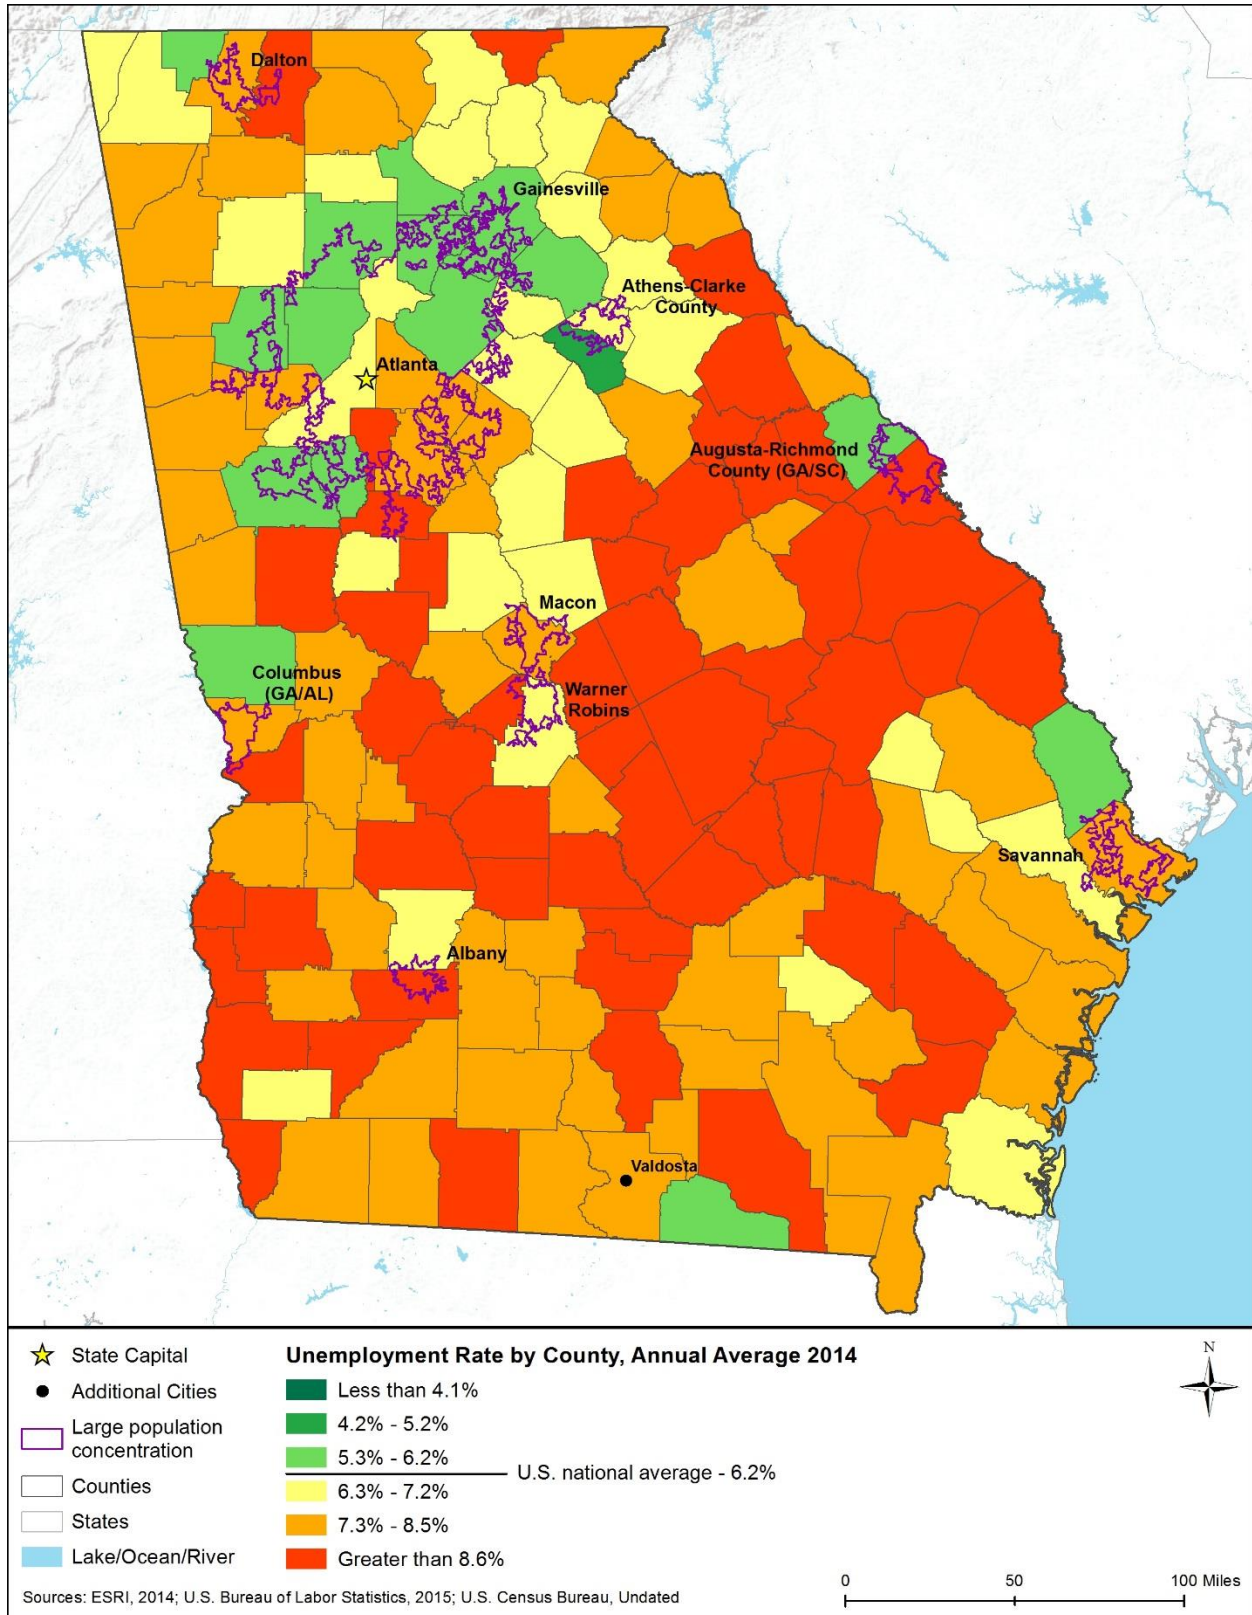 Dalton
Gainesville
Athens-Clarke
County
Atlanta
Augusta-Richmond
County (GA/SC)
Macon
Columbus
(GA/AL)
Warner
Robins
Savannah
Albany
Valdosta
State Capital
Additional Cities
Large population
concentration
Counties
States
Lake/Ocean/River
Unemployment Rate by County, Annual Average 2014
Less than 4.1%
4.2% - 5.2%
5.3% - 6.2%
U.S. national average - 6.2%
6.3% - 7.2%
7.3% - 8.5%
Greater than 8.6%
N
0 50 100 Miles
Sources: ESRI, 2014; U.S. Bureau of Labor Statistics, 2015; U.S. Census Bureau, Undated